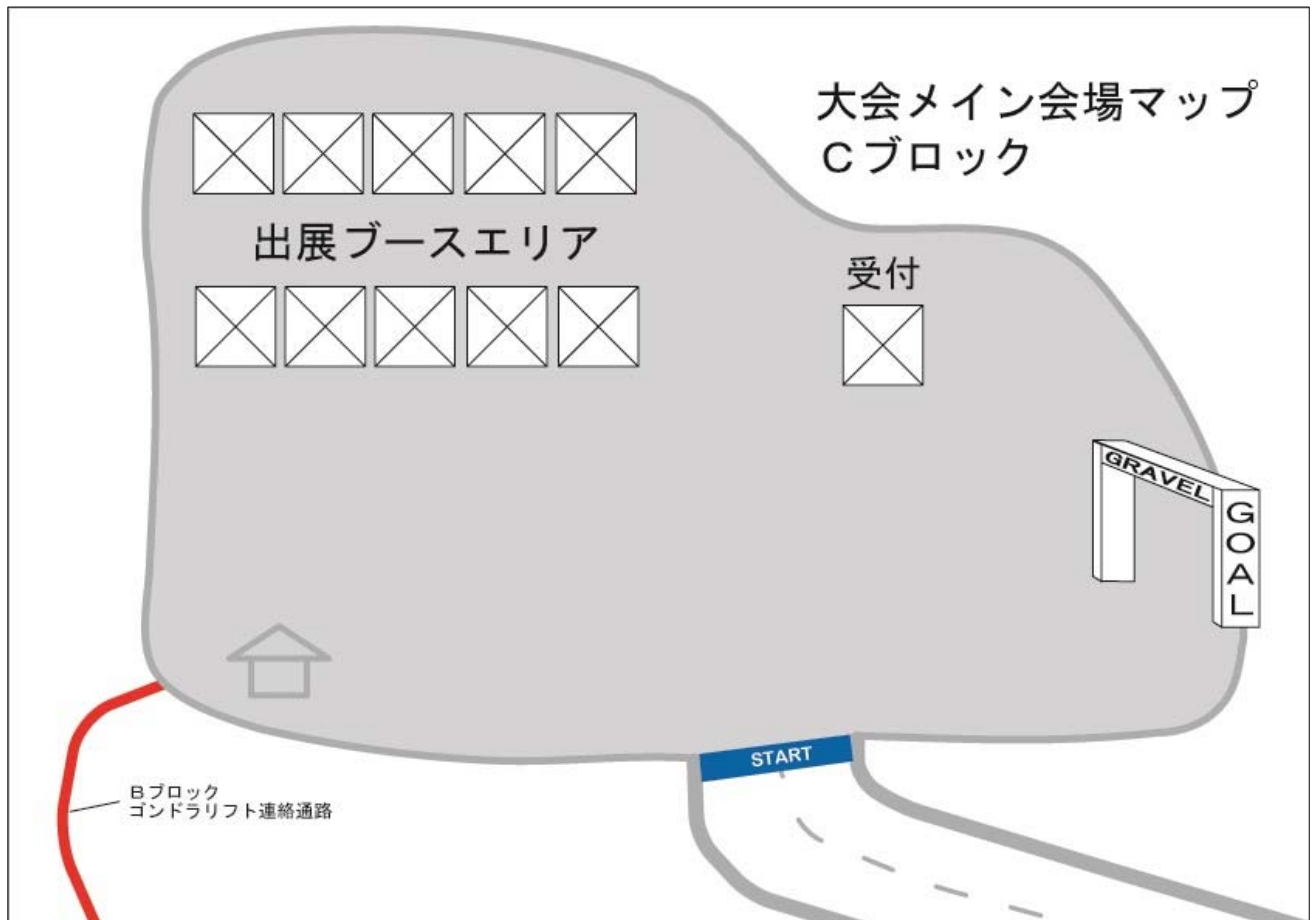 大会メイン会場マップ
Cブロック
出展ブースエリア
受付
GRAVEL
GOAL
START
Bブロック
ゴンドラリフト連絡通路